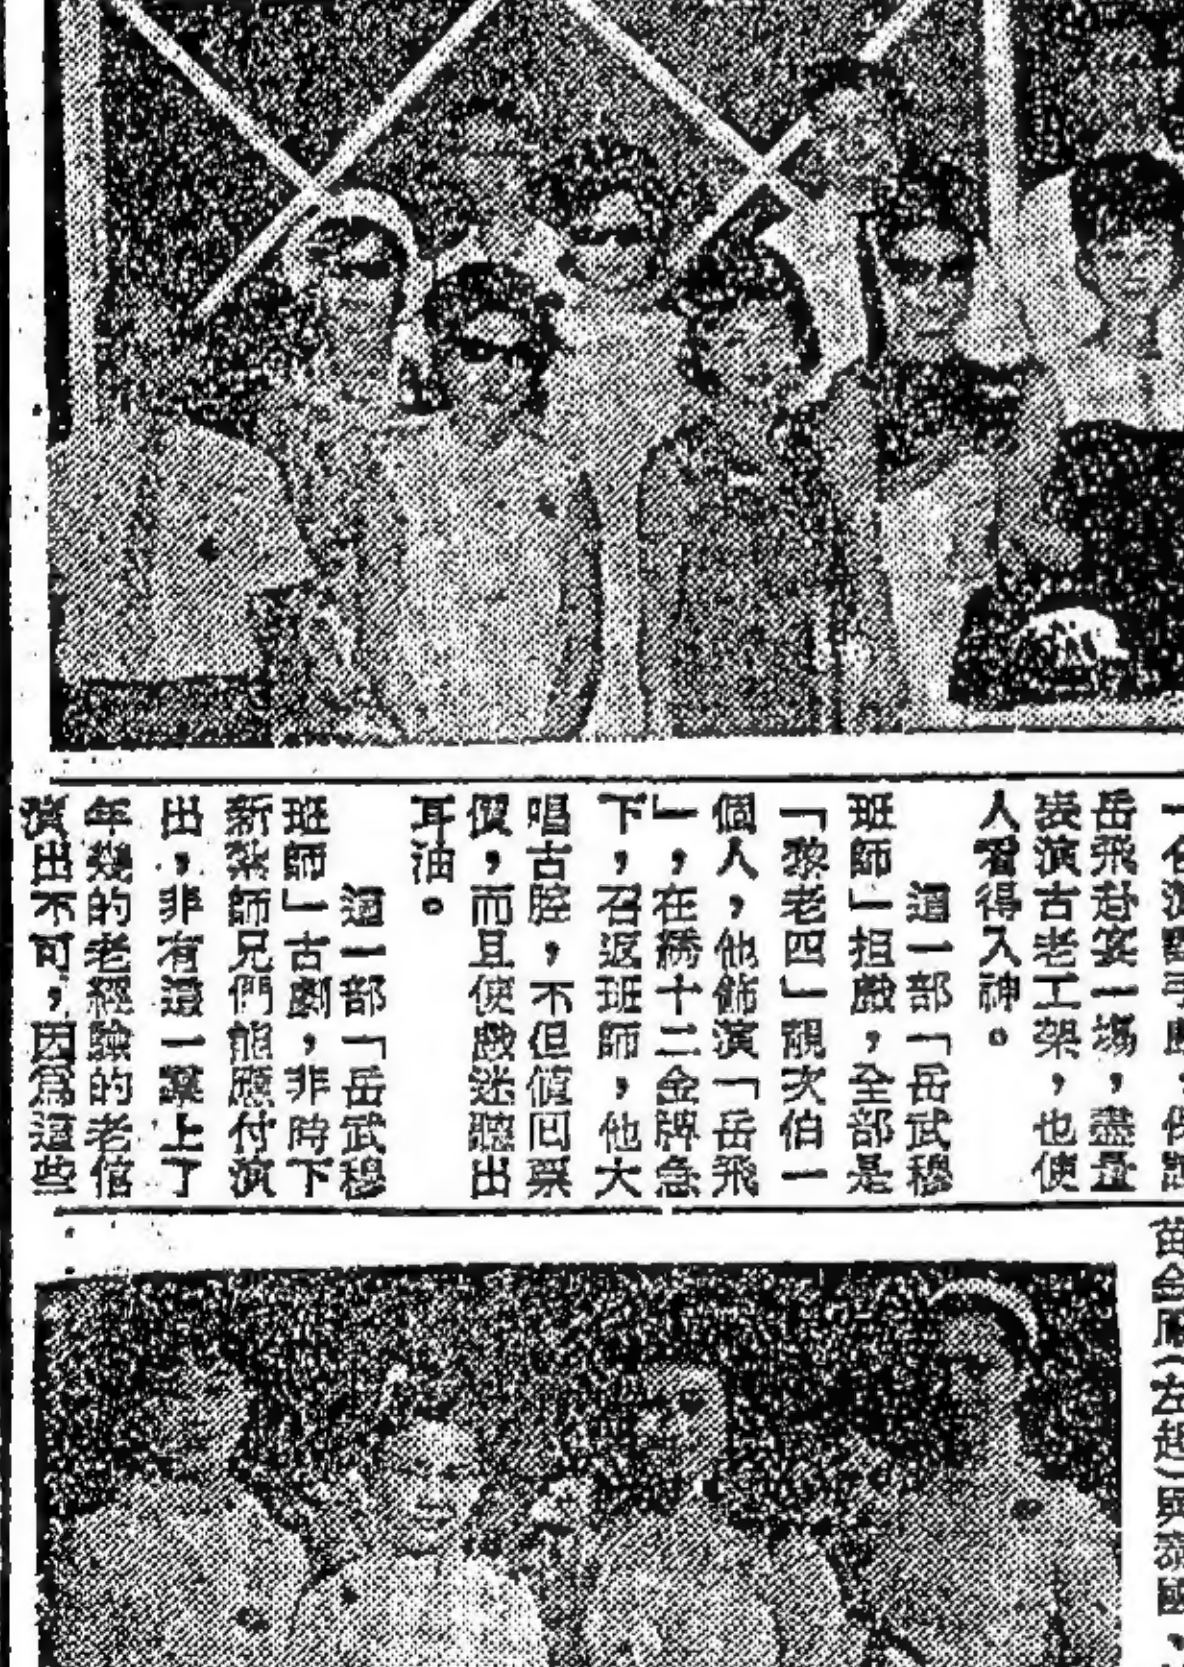 岳飛赴宴一場，盡量
表演古老工架，也使
人看得入神。
這一部「岳武穆
班師」担戲，全部是
「黎老四」靚次伯一
個人，他飾演「岳飛
」，在綉十二金牌急
下，召返班師，他大
唱古腔，不但值回票
價，而且使戲迷聽出
耳油。
這一部「岳武穆
班師」古劇，非時下
新紮師兄們能應付演
出，非有這一羣上了
年幾的老經驗的老倌
演出不可，因為這些